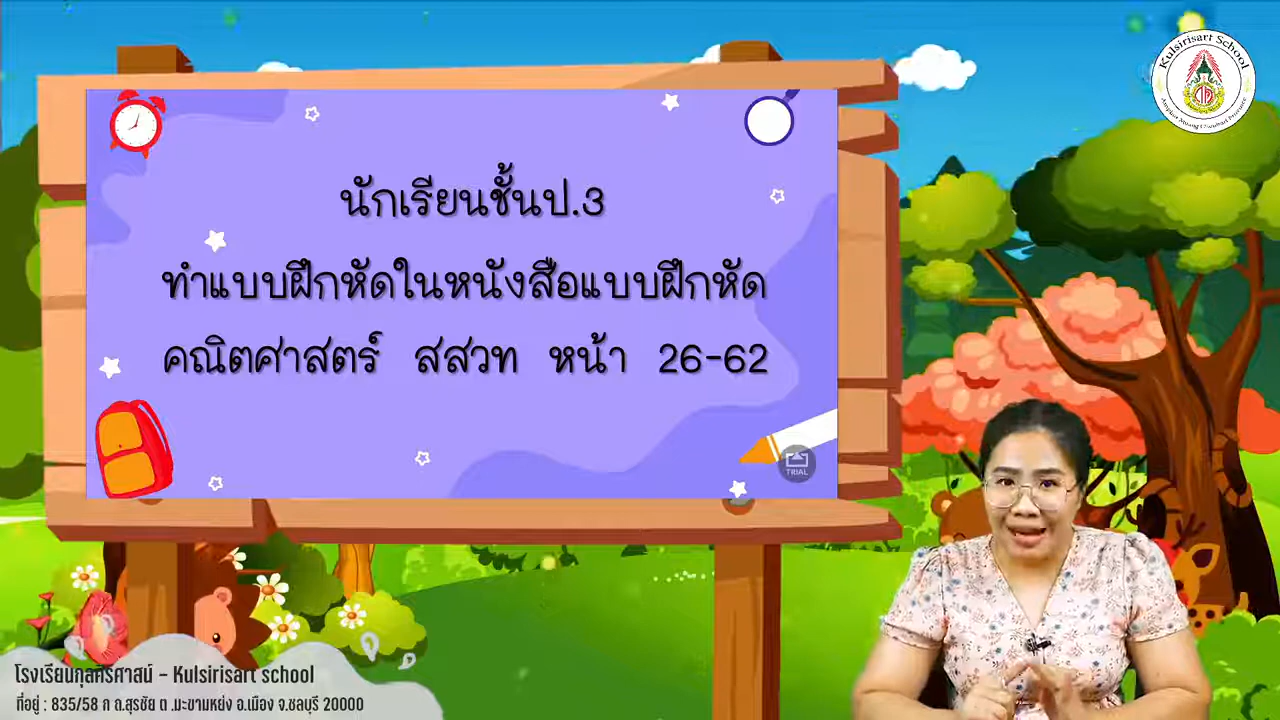 Kulsirisart School
นักเรียนชั้นป.3
ทำแบบฝึกหัดในหนังสือแบบฝึกหัด
คณิตศาสตร์ สสวท หน้า 26-62
TRIAL
โรงเรียนกุลศิริศาสน์ - Kulsirisart school
ที่อยู่ : 835/58 ก ถ.สุรชัย ต .มะขามหย่ง อ.เมือง จ.ชลบุรี 20000